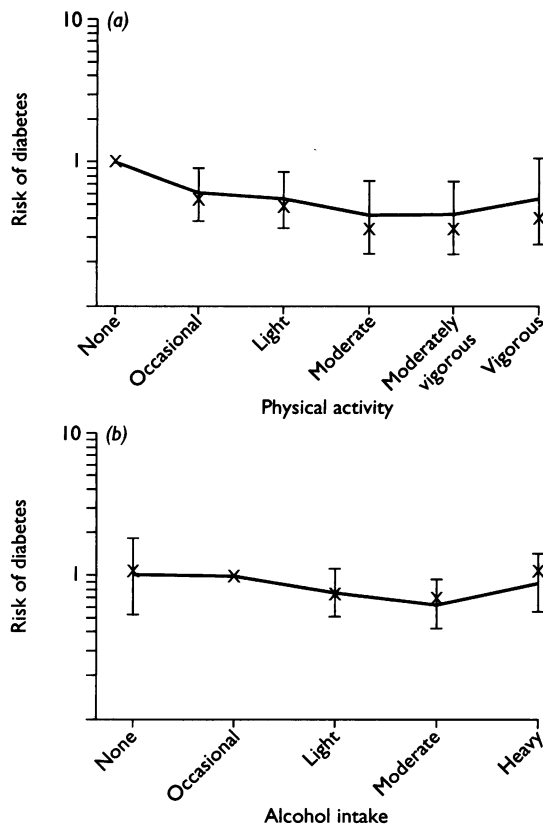 10
(a)
Risk of diabetes
1
None
Occasional
Light
Moderate
Moderately
vigorous
Vigorous
Physical activity
10
(b)
Risk of diabetes
1
None
Occasional
Light
Moderate
Heavy
Alcohol intake